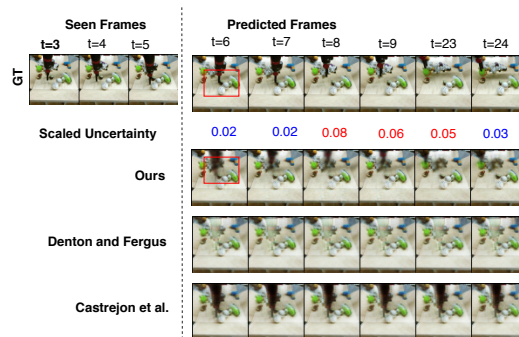 Seen Frames Predicted Frames
t=3 t=4 t=5 t=6 t=7 t=8 t=9 t=23 t=24
GT
Scaled Uncertainty 0.02 0.02 0.08 0.06 0.05 0.03
Ours
Denton and Fergus
Castrejon et al.